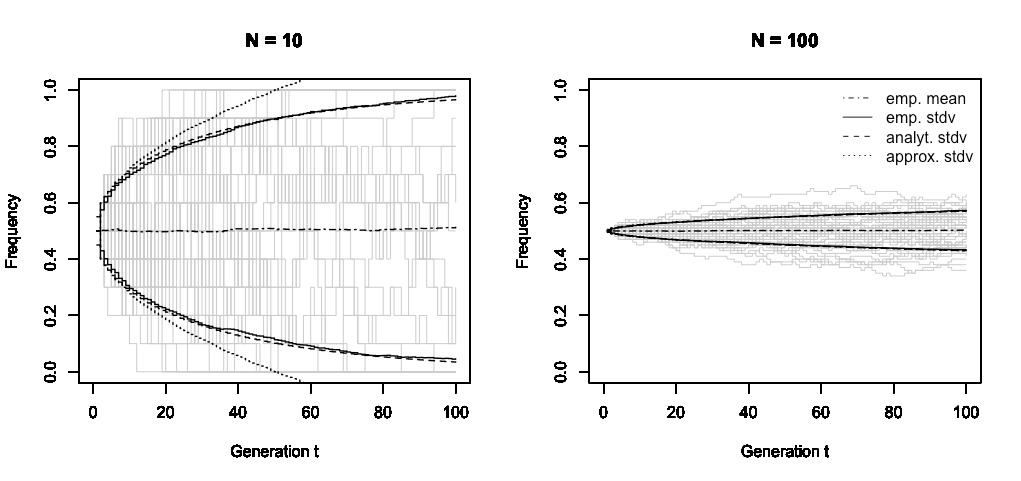 N = 10
1.0
0.8
0.6
0.4
0.2
0.0
Frequency
0 20 40 60 80 100
Generation t
N = 100
1.0
0.8
0.6
0.4
0.2
0.0
Frequency
emp. mean
emp. stdv
analyt. stdv
approx. stdv
0 20 40 60 80 100
Generation t